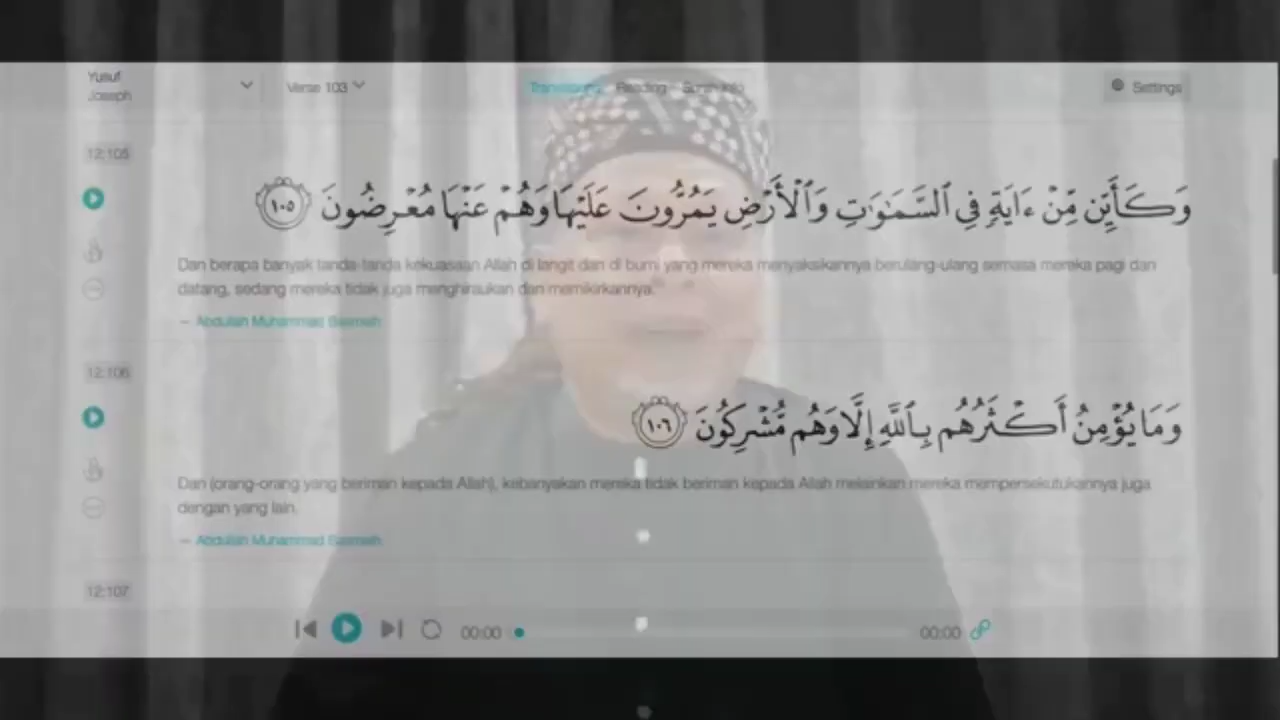 Yusuf
Joseph
Verse 103
Translation Reading Surah Info
Settings
12:105
وَكَأَيِّن مِّنْ ءَايَةٍ فِي ٱلسَّمَـٰوَٰتِ وَٱلْأَرْضِ يَمُرُّونَ عَلَيْهَا وَهُمْ عَنْهَا مُعْرِضُونَ ١٠٥
Dan berapa banyak tanda-tanda kekuasaan Allah di langit dan di bumi yang mereka menyaksikannya berulang-ulang semasa mereka pagi dan
datang, sedang mereka tidak juga menghiraukan dan memikirkannya.
— Abdullah Muhammad Basmeih
12:106
وَمَا يُؤْمِنُ أَكْثَرُهُم بِٱللَّهِ إِلَّا وَهُم مُّشْرِكُونَ ١٠٦
Dan (orang-orang yang beriman kepada Allah), kebanyakan mereka tidak beriman kepada Allah melainkan mereka mempersekutukannya juga
dengan yang lain.
— Abdullah Muhammad Basmeih
12:107
00:00 00:00